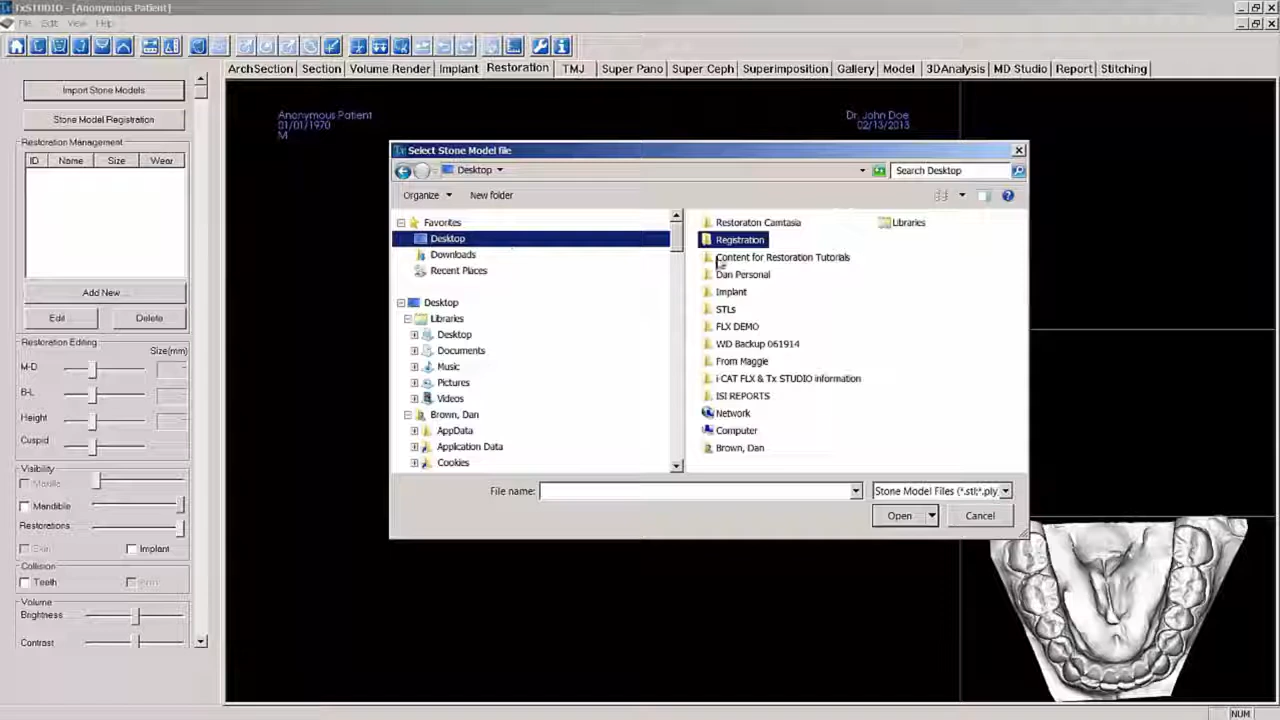 TxSTUDIO - [Anonymous Patient]
File Edit View Help
ArchSection Section Volume Render Implant Restoration TMJ Super Pano Super Ceph Superimposition Gallery Model 3DAnalysis MD Studio Report Stitching
Import Stone Models
Stone Model Registration
Restoration Management
ID Name Size Wear
Add New...
Edit... Delete
Restoration Editing
Size(mm)
M-D
B-L
Height
Cuspid
Visibility
Maxilla
Mandible
Restorations
Skin Implant
Collision
Teeth
Volume
Brightness
Contrast
Anonymous Patient
01/01/1970
M
Dr. John Doe
02/13/2013
Select Stone Model file
Desktop
Search Desktop
Organize New folder
Favorites
Desktop
Downloads
Recent Places
Desktop
Libraries
Desktop
Documents
Music
Pictures
Videos
Brown, Dan
AppData
Application Data
Cookies
Restoraton Camtasia
Registration
Content for Restoration Tutorials
Dan Personal
Implant
STLs
FLX DEMO
WD Backup 061914
From Maggie
i-CAT FLX & Tx STUDIO information
ISI REPORTS
Network
Computer
Brown, Dan
Libraries
File name:
Stone Model Files (*.stl;*.ply
Open Cancel
NUM